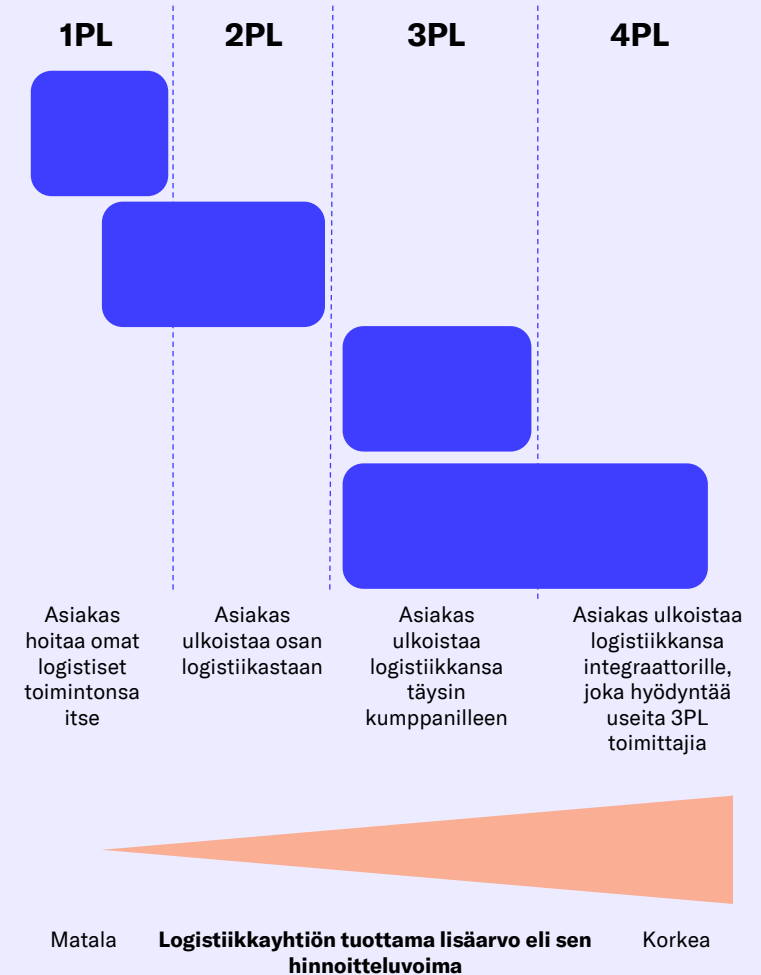 1PL
2PL
3PL
4PL
Asiakas
hoitaa omat
logistiset
toimintonsa
itse
Asiakas
ulkoistaa osan
logistiikastaan
Asiakas
ulkoistaa
logistiikkansa
täysin
kumppanilleen
Asiakas ulkoistaa
logistiikkansa
integraattorille,
joka hyödyntää
useita 3PL
toimittajia
Matala
Logistiikkayhtiön tuottama lisäarvo eli sen
hinnoitteluvoima
Korkea